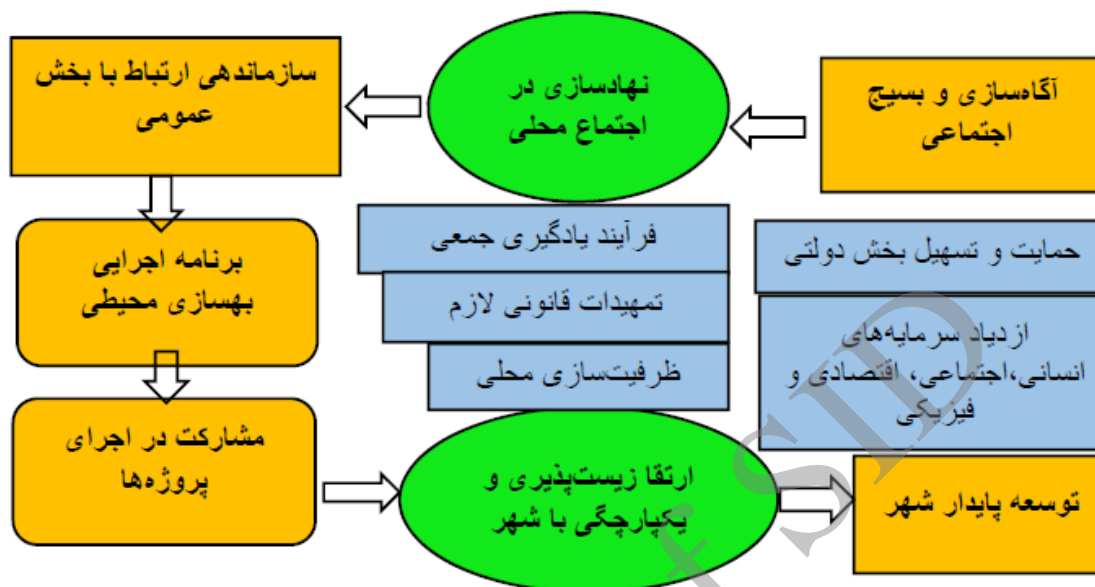 آگاه‌سازی و بسیج
اجتماعی
نهادسازی در
اجتماع محلی
سازماندهی ارتباط با بخش
عمومی
برنامه اجرایی
بهسازی محیطی
مشارکت در اجرای
پروژه‌ها
فرآیند یادگیری جمعی
تمهیدات قانونی لازم
ظرفیت‌سازی محلی
حمایت و تسهیل بخش دولتی
ازدیاد سرمایه‌های
انسانی،اجتماعی، اقتصادی و
فیزیکی
ارتقا زیست‌پذیری و
یکپارچگی با شهر
توسعه پایدار شهر
f SID